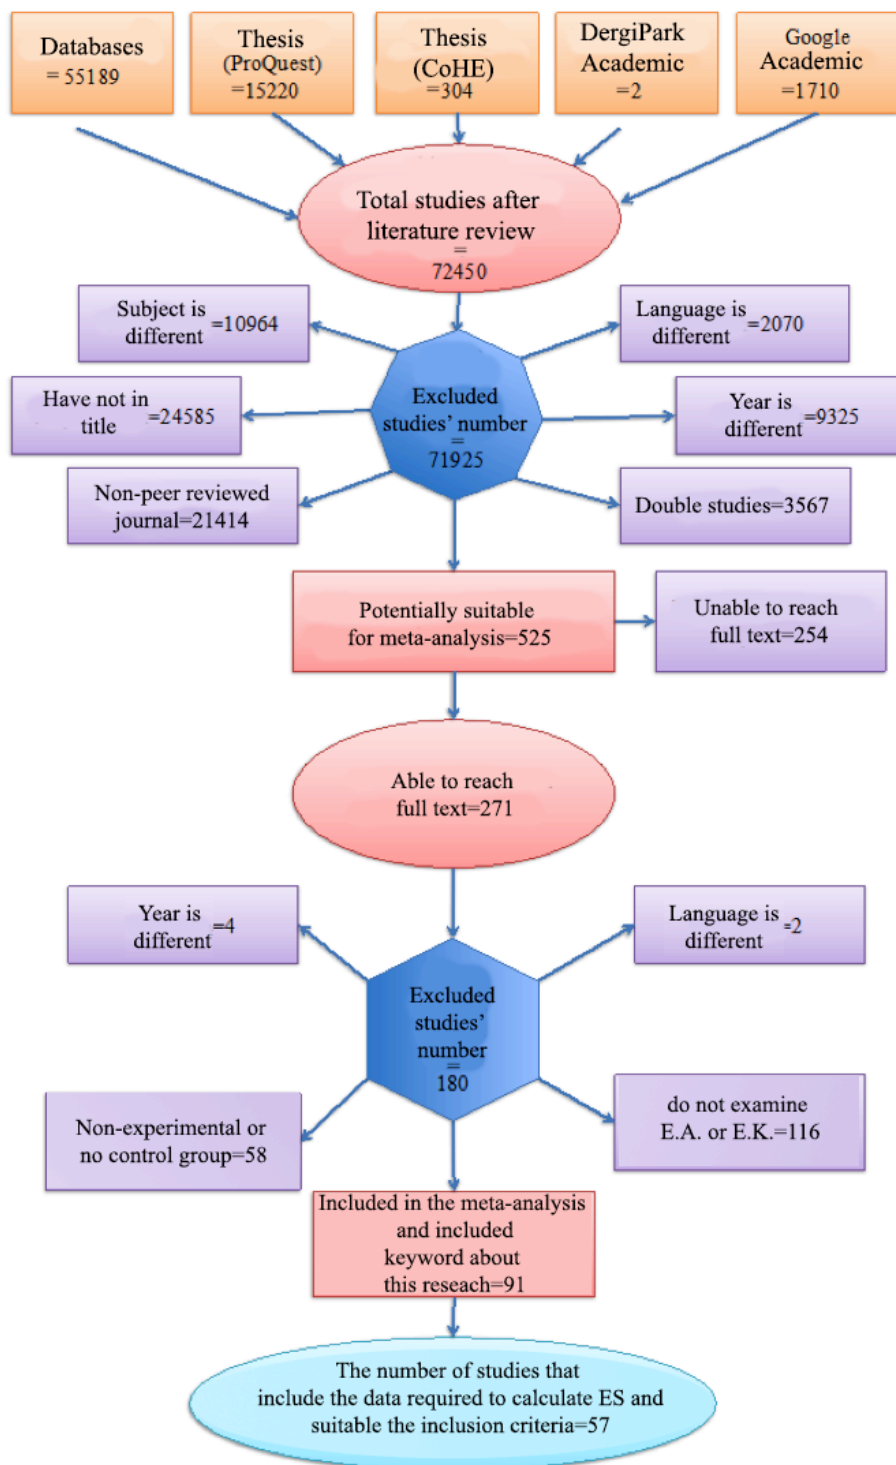 Databases
= 55189
Thesis
(ProQuest)
=15220
Thesis
(CoHE)
=304
DergiPark
Academic
=2
Google
Academic
=1710
Total studies after
literature review
=
72450
Subject is
different =10964
Language is
different =2070
Excluded
studies’ number
=
71925
Have not in
title =24585
Year is
different =9325
Non-peer reviewed
journal=21414
Double studies=3567
Potentially suitable
for meta-analysis=525
Unable to reach
full text=254
Able to reach
full text=271
Year is
different =4
Language is
different =2
Excluded
studies’
number
=
180
Non-experimental or
no control group=58
do not examine
E.A. or E.K.=116
Included in the meta-analysis
and included
keyword about
this reseach=91
The number of studies that
include the data required to calculate ES and
suitable the inclusion criteria=57